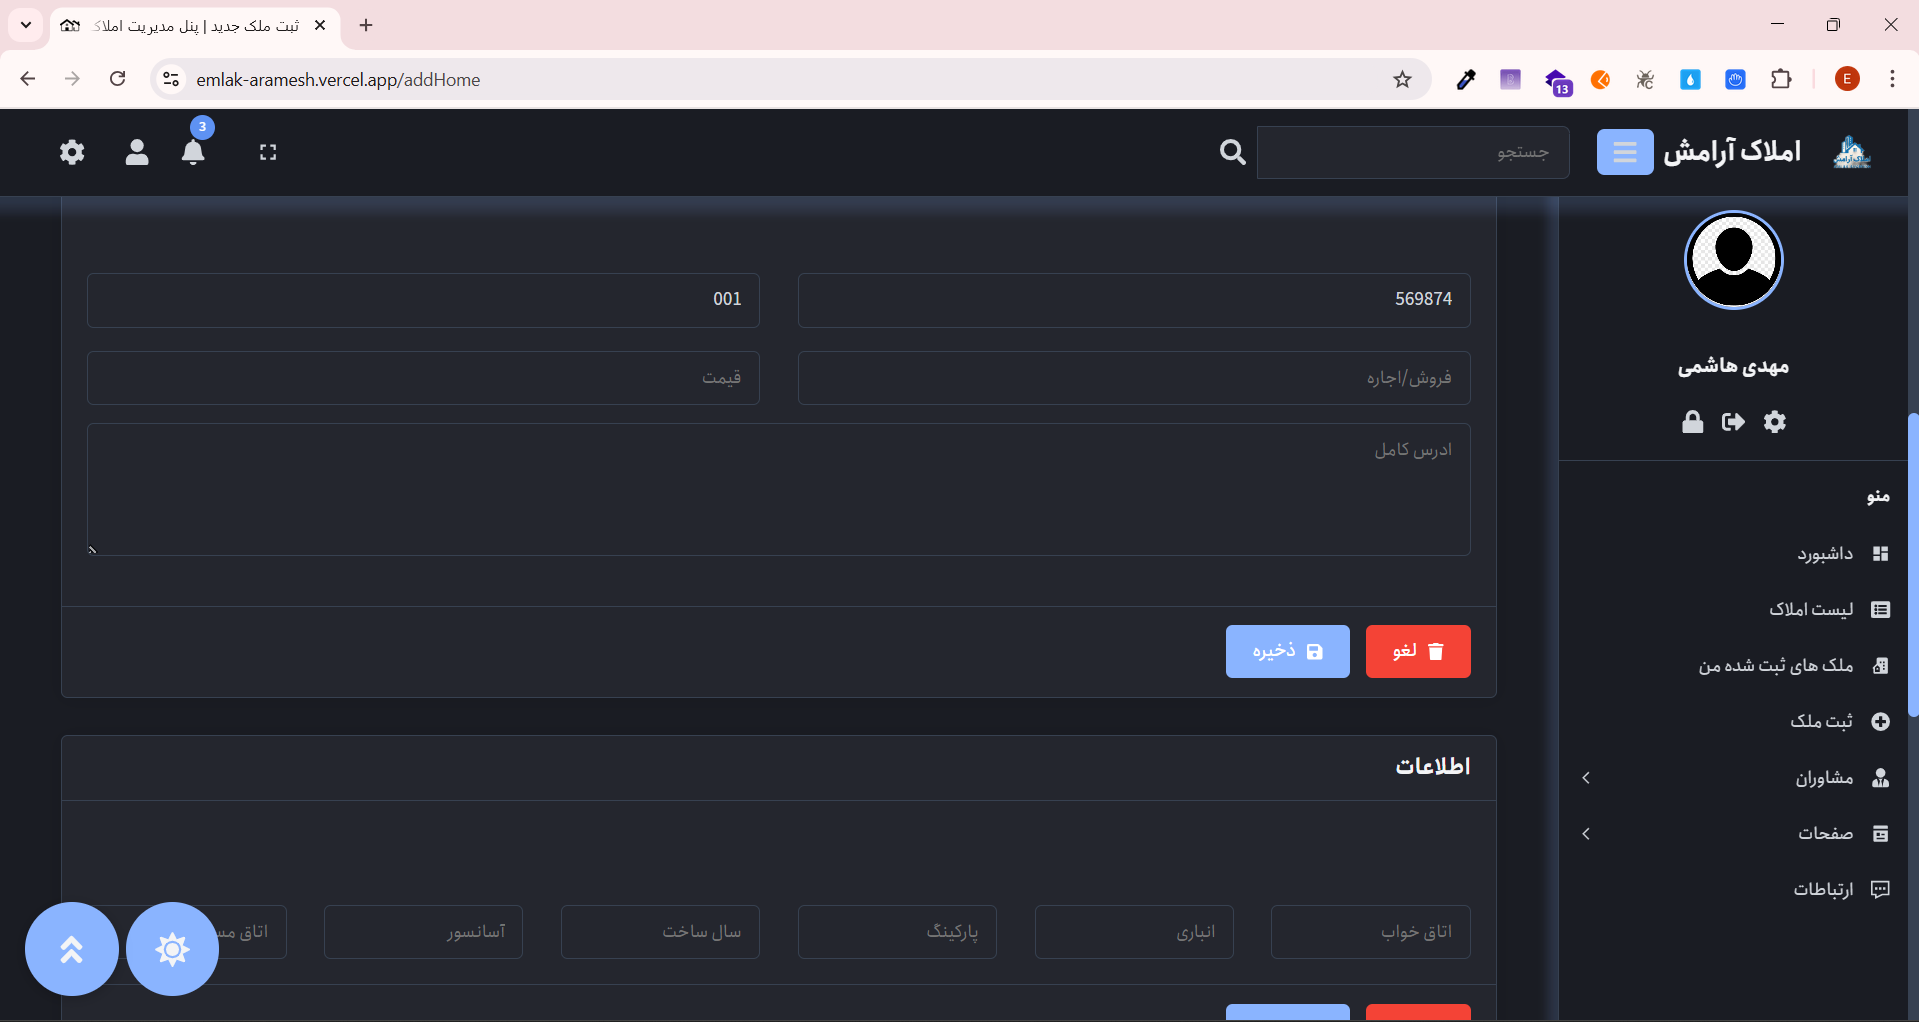 ثبت ملک جدید | پنل مدیریت املاک
emlak-aramesh.vercel.app/addHome
13
E
املاک آرامش
جستجو
3
مهدی هاشمی
منو
داشبورد
لیست املاک
ملک های ثبت شده من
ثبت ملک
مشاوران
صفحات
ارتباطات
569874
001
فروش/اجاره
قیمت
ادرس کامل
لغو
ذخیره
اطلاعات
اتاق خواب
انباری
پارکینگ
سال ساخت
آسانسور
اتاق